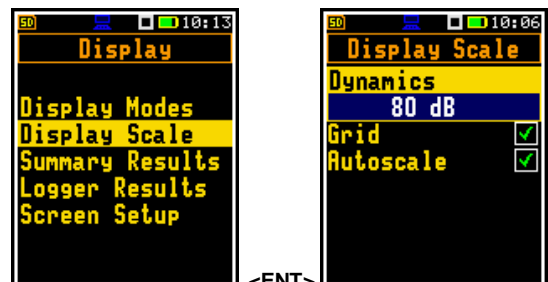 SD 10:13
Display
Display Modes
Display Scale
Summary Results
Logger Results
Screen Setup
<ENT>
SD 10:06
Display Scale
Dynamics
80 dB
Grid
Autoscale